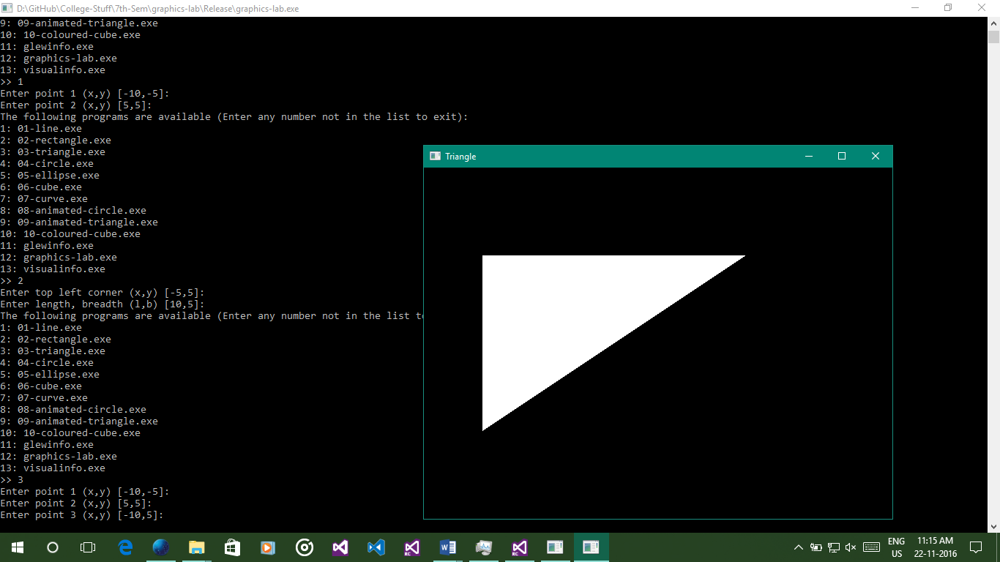 D:\GitHub\College-Stuff\7th-Sem\graphics-lab\Release\graphics-lab.exe
9: 09-animated-triangle.exe
10: 10-coloured-cube.exe
11: glewinfo.exe
12: graphics-lab.exe
13: visualinfo.exe
>> 1
Enter point 1 (x,y) [-10,-5]:
Enter point 2 (x,y) [5,5]:
The following programs are available (Enter any number not in the list to exit):
1: 01-line.exe
2: 02-rectangle.exe
3: 03-triangle.exe
4: 04-circle.exe
5: 05-ellipse.exe
6: 06-cube.exe
7: 07-curve.exe
8: 08-animated-circle.exe
9: 09-animated-triangle.exe
10: 10-coloured-cube.exe
11: glewinfo.exe
12: graphics-lab.exe
13: visualinfo.exe
>> 2
Enter top left corner (x,y) [-5,5]:
Enter length, breadth (l,b) [10,5]:
The following programs are available (Enter any number not in the list
1: 01-line.exe
2: 02-rectangle.exe
3: 03-triangle.exe
4: 04-circle.exe
5: 05-ellipse.exe
6: 06-cube.exe
7: 07-curve.exe
8: 08-animated-circle.exe
9: 09-animated-triangle.exe
10: 10-coloured-cube.exe
11: glewinfo.exe
12: graphics-lab.exe
13: visualinfo.exe
>> 3
Enter point 1 (x,y) [-10,-5]:
Enter point 2 (x,y) [5,5]:
Enter point 3 (x,y) [-10,5]:
Triangle
ENG
US
11:15 AM
22-11-2016